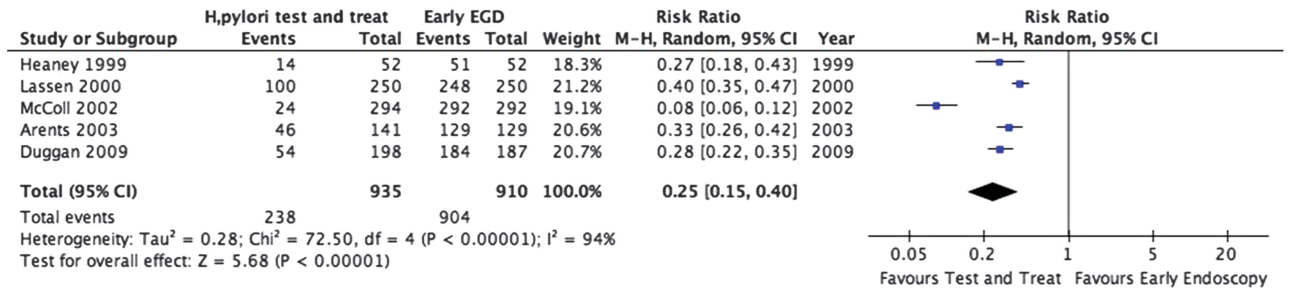 H,pylori test and treat Early EGD Risk Ratio Risk Ratio
Study or Subgroup Events Total Events Total Weight M-H, Random, 95% CI Year M-H, Random, 95% CI
Heaney 1999 14 52 51 52 18.3% 0.27 [0.18, 0.43] 1999
Lassen 2000 100 250 248 250 21.2% 0.40 [0.35, 0.47] 2000
McColl 2002 24 294 292 292 19.1% 0.08 [0.06, 0.12] 2002
Arents 2003 46 141 129 129 20.6% 0.33 [0.26, 0.42] 2003
Duggan 2009 54 198 184 187 20.7% 0.28 [0.22, 0.35] 2009
Total (95% CI) 935 910 100.0% 0.25 [0.15, 0.40]
Total events 238 904
Heterogeneity: Tau² = 0.28; Chi² = 72.50, df = 4 (P < 0.00001); I² = 94%
Test for overall effect: Z = 5.68 (P < 0.00001)
0.05 0.2 1 5 20
Favours Test and Treat Favours Early Endoscopy